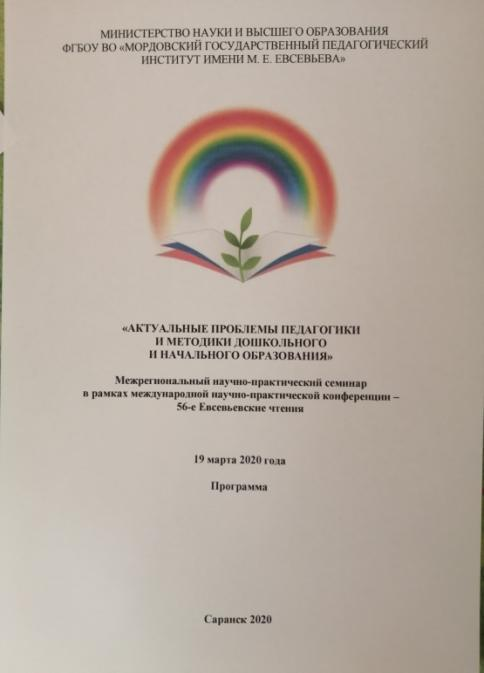 МИНИСТЕРСТВО НАУКИ И ВЫСШЕГО ОБРАЗОВАНИЯ
ФГБОУ ВО «МОРДОВСКИЙ ГОСУДАРСТВЕННЫЙ ПЕДАГОГИЧЕСКИЙ
ИНСТИТУТ ИМЕНИ М. Е. ЕВСЕВЬЕВА»
«АКТУАЛЬНЫЕ ПРОБЛЕМЫ ПЕДАГОГИКИ
И МЕТОДИКИ ДОШКОЛЬНОГО
И НАЧАЛЬНОГО ОБРАЗОВАНИЯ»
Межрегиональный научно-практический семинар
в рамках международной научно-практической конференции –
56-е Евсевьевские чтения
19 марта 2020 года
Программа
Саранск 2020